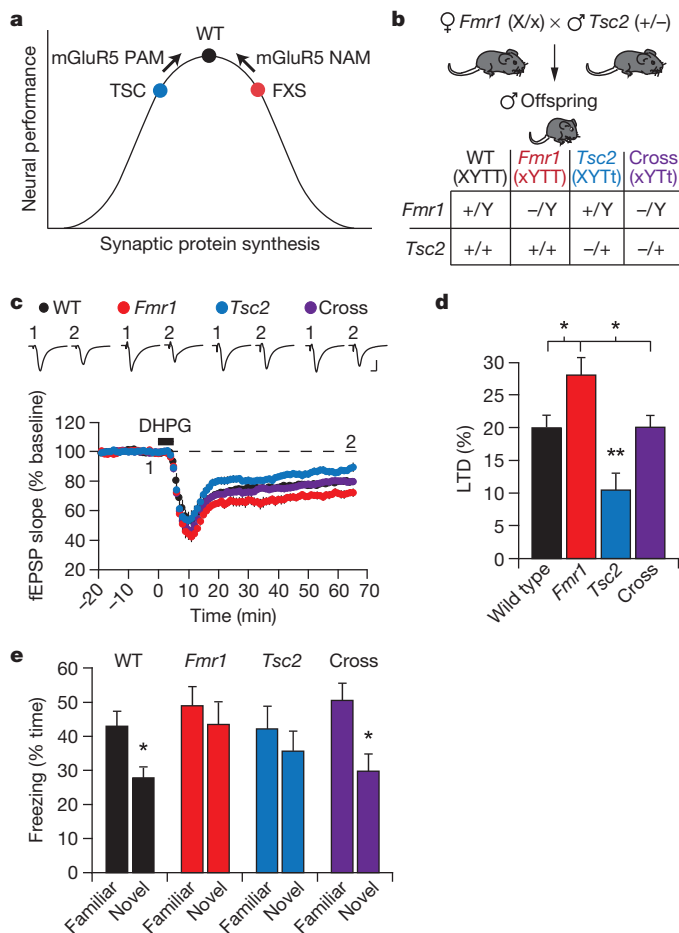 a
WT
mGluR5 PAM
mGluR5 NAM
TSC
FXS
Neural performance
Synaptic protein synthesis
b
♀ Fmr1 (X/x) × ♂ Tsc2 (+/−)
♂ Offspring
WT Fmr1 Tsc2 Cross
(XYTT) (xYTT) (XYTt) (xYTt)
Fmr1 +/Y −/Y +/Y −/Y
Tsc2 +/+ +/+ −/+ −/+
c
WT Fmr1 Tsc2 Cross
1 2 1 2 1 2 1 2
DHPG
1
2
fEPSP slope (% baseline)
120
100
80
60
40
20
−20 −10 0 10 20 30 40 50 60 70
Time (min)
d
* *
**
LTD (%)
30
25
20
15
10
5
0
Wild type Fmr1 Tsc2 Cross
e
WT Fmr1 Tsc2 Cross
* *
Freezing (% time)
60
50
40
30
20
10
0
Familiar Novel Familiar Novel Familiar Novel Familiar Novel